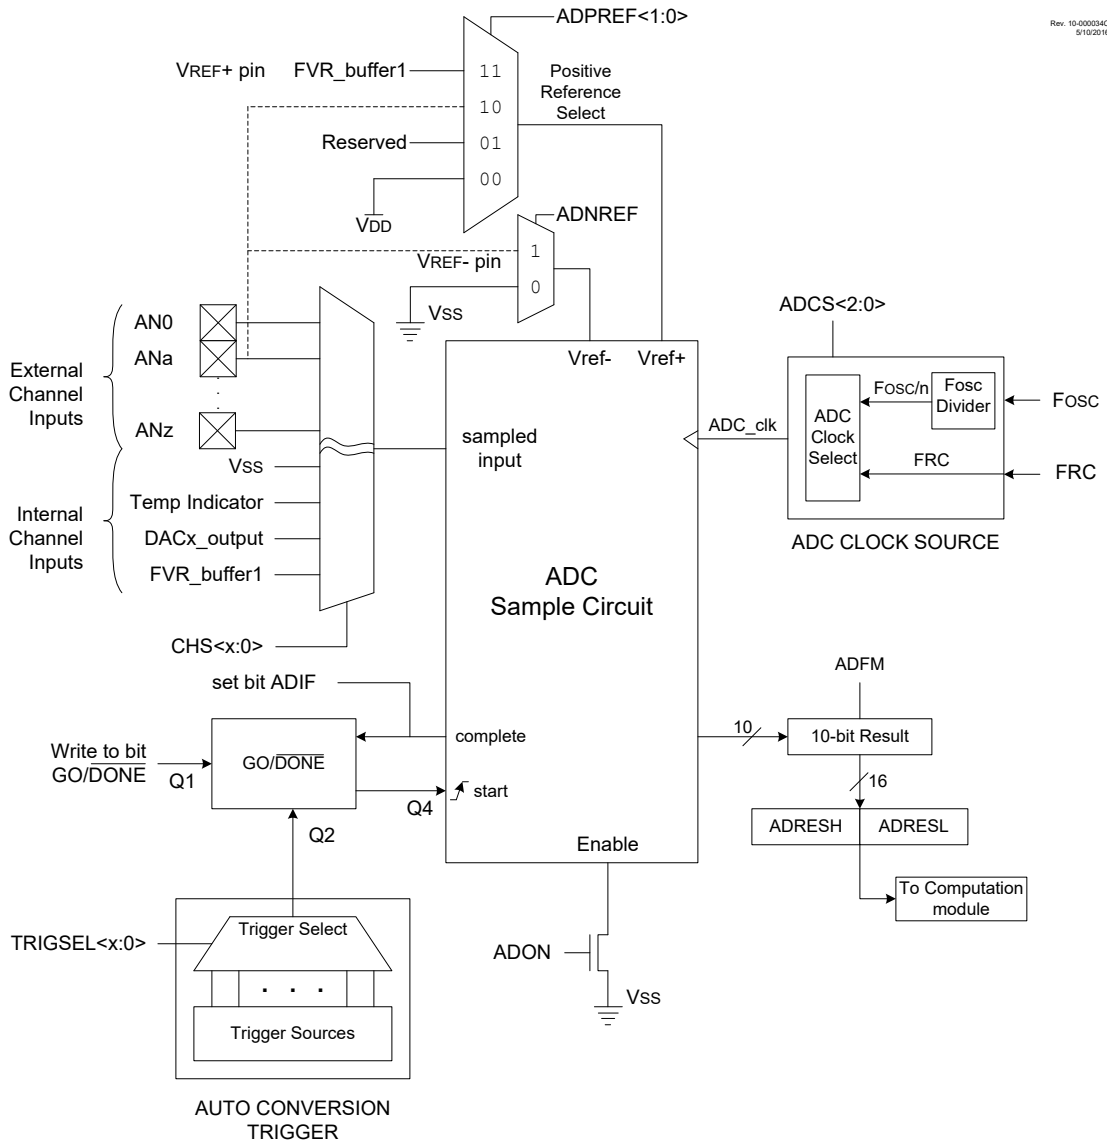 Rev. 10-000034C
5/10/2016
ADPREF<1:0>
VREF+ pin
FVR_buffer1
11
Positive
Reference
Select
10
Reserved
01
00
VDD
ADNREF
VREF- pin
1
0
VSS
ADCS<2:0>
AN0
ANa
External
Channel
Inputs
.
.
.
ANz
VSS
Temp Indicator
Internal
Channel
Inputs
DACx_output
FVR_buffer1
CHS<x:0>
Vref-
Vref+
sampled
input
ADC_clk
ADC
Clock
Select
FOSC/n
Fosc
Divider
FOSC
FRC
FRC
ADC CLOCK SOURCE
ADC
Sample Circuit
set bit ADIF
ADFM
complete
10
10-bit Result
Write to bit
GO/DONE
Q1
GO/DONE
Q4
start
16
Q2
ADRESH
ADRESL
Enable
To Computation
module
TRIGSEL<x:0>
Trigger Select
ADON
. . .
VSS
Trigger Sources
AUTO CONVERSION
TRIGGER